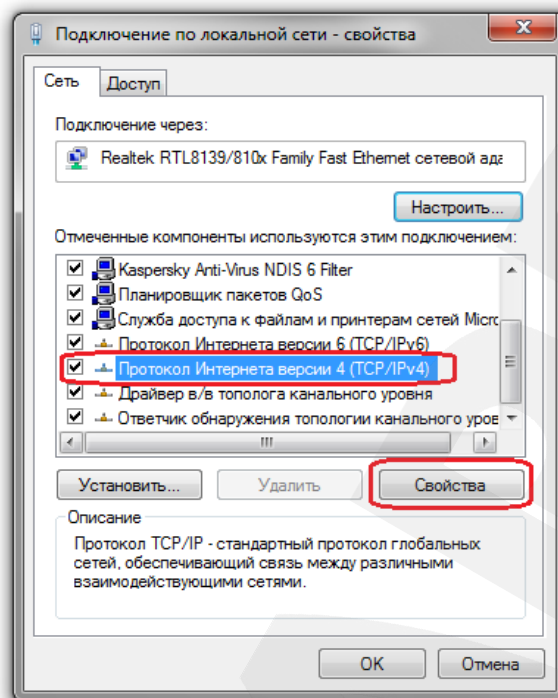 Подключение по локальной сети - свойства
Сеть
Доступ
Подключение через:
Realtek RTL8139/810x Family Fast Ethernet сетевой ада
Настроить...
Отмеченные компоненты используются этим подключением:
Kaspersky Anti-Virus NDIS 6 Filter
Планировщик пакетов QoS
Служба доступа к файлам и принтерам сетей Micro
Протокол Интернета версии 6 (TCP/IPv6)
Протокол Интернета версии 4 (TCP/IPv4)
Драйвер в/в тополога канального уровня
Ответчик обнаружения топологии канального уров
Установить...
Удалить
Свойства
Описание
Протокол TCP/IP - стандартный протокол глобальных
сетей, обеспечивающий связь между различными
взаимодействующими сетями.
OK
Отмена